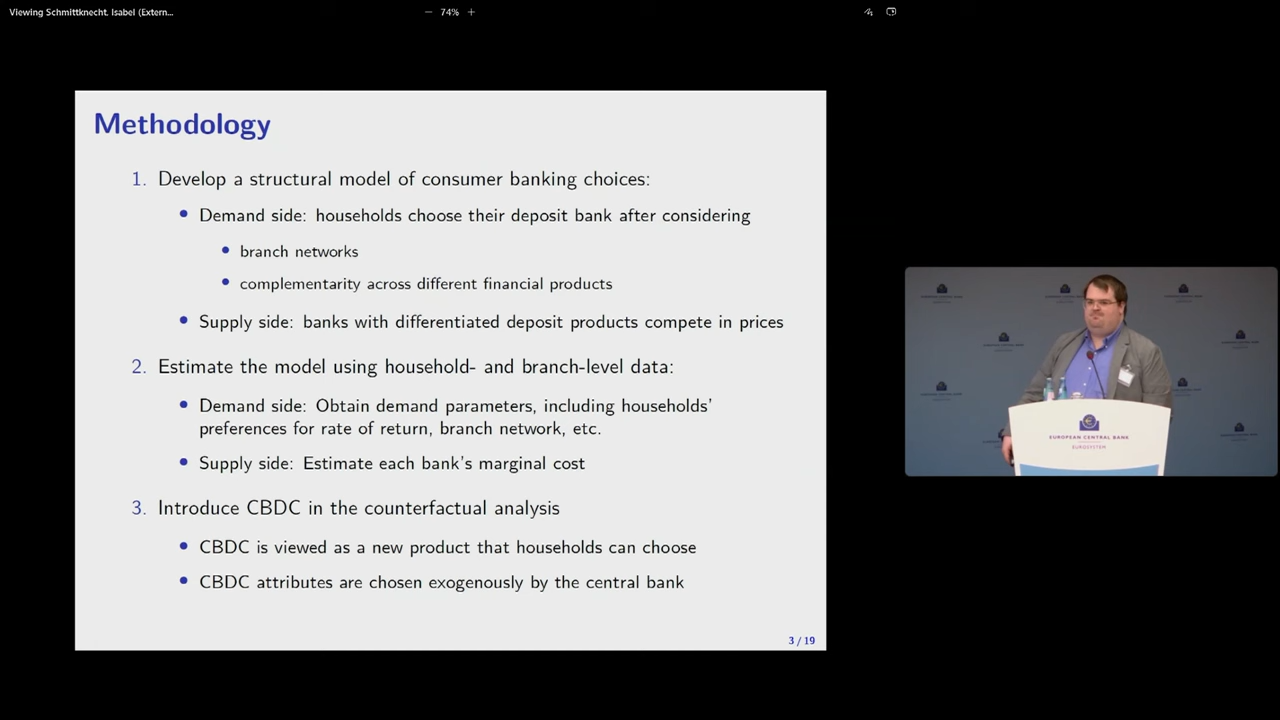 Viewing Schmittknecht, Isabel (Extern...
− 74% +
Methodology
1. Develop a structural model of consumer banking choices:
• Demand side: households choose their deposit bank after considering
• branch networks
• complementarity across different financial products
• Supply side: banks with differentiated deposit products compete in prices
2. Estimate the model using household- and branch-level data:
• Demand side: Obtain demand parameters, including households'
preferences for rate of return, branch network, etc.
• Supply side: Estimate each bank's marginal cost
3. Introduce CBDC in the counterfactual analysis
• CBDC is viewed as a new product that households can choose
• CBDC attributes are chosen exogenously by the central bank
3 / 19
EUROPEAN CENTRAL BANK
EUROSYSTEM